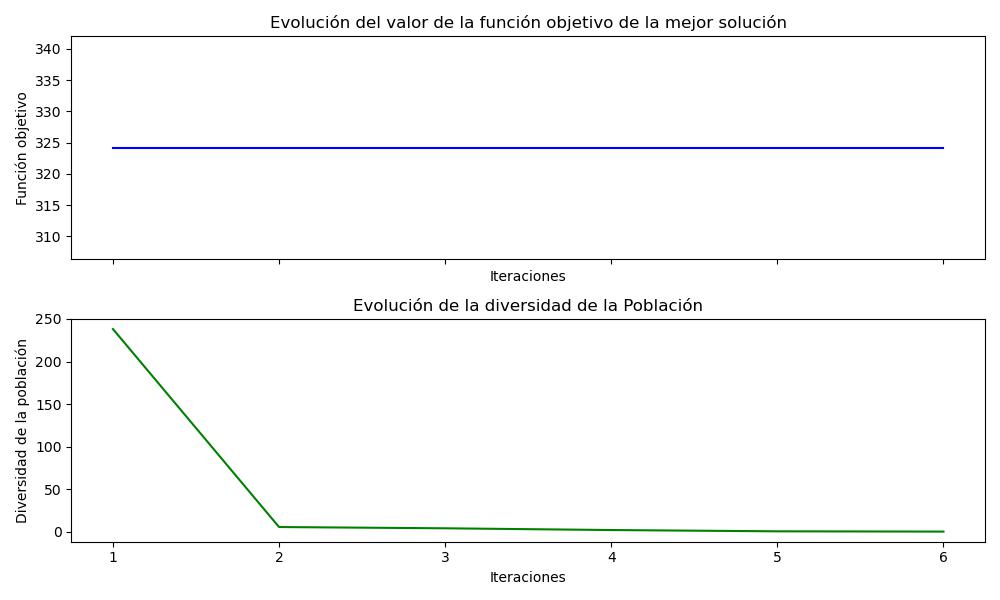 Evolución del valor de la función objetivo de la mejor solución
Función objetivo
340
335
330
325
320
315
310
Iteraciones
Evolución de la diversidad de la Población
Diversidad de la población
250
200
150
100
50
0
1 2 3 4 5 6
Iteraciones